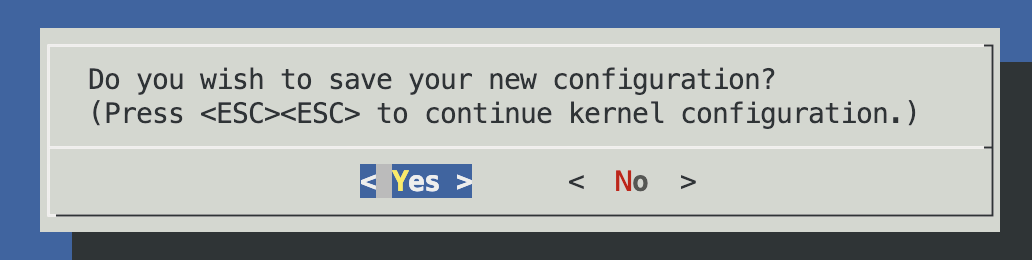 Do you wish to save your new configuration?
(Press <ESC><ESC> to continue kernel configuration.)
< Yes > < No >